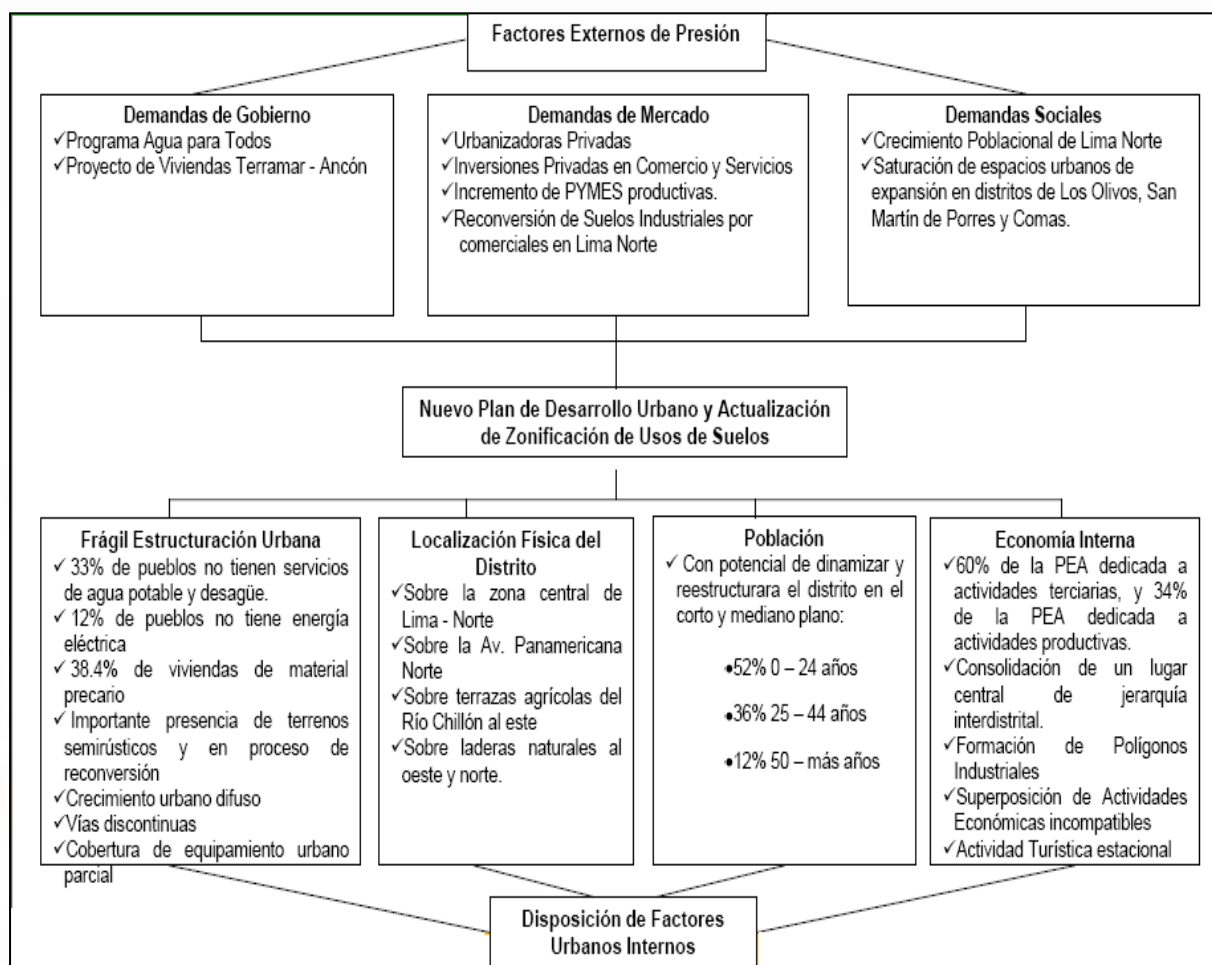 Factores Externos de Presión
Demandas de Gobierno
✓Programa Agua para Todos
✓Proyecto de Viviendas Terramar - Ancón
Demandas de Mercado
✓Urbanizadoras Privadas
✓Inversiones Privadas en Comercio y Servicios
✓Incremento de PYMES productivas.
✓Reconversión de Suelos Industriales por
comerciales en Lima Norte
Demandas Sociales
✓Crecimiento Poblacional de Lima Norte
✓Saturación de espacios urbanos de
expansión en distritos de Los Olivos, San
Martín de Porres y Comas.
Nuevo Plan de Desarrollo Urbano y Actualización
de Zonificación de Usos de Suelos
Frágil Estructuración Urbana
✓ 33% de pueblos no tienen servicios
de agua potable y desagüe.
✓ 12% de pueblos no tiene energía
eléctrica
✓ 38.4% de viviendas de material
precario
✓ Importante presencia de terrenos
semirústicos y en proceso de
reconversión
✓Crecimiento urbano difuso
✓Vías discontinuas
✓Cobertura de equipamiento urbano
parcial
Localización Física del
Distrito
✓Sobre la zona central de
Lima - Norte
✓Sobre la Av. Panamericana
Norte
✓Sobre terrazas agrícolas del
Río Chillón al este
✓Sobre laderas naturales al
oeste y norte.
Población
✓ Con potencial de dinamizar y
reestructurara el distrito en el
corto y mediano plano:
•52% 0 – 24 años
•36% 25 – 44 años
•12% 50 – más años
Economía Interna
✓60% de la PEA dedicada a
actividades terciarias, y 34%
de la PEA dedicada a
actividades productivas.
✓Consolidación de un lugar
central de jerarquía
interdistrital.
✓Formación de Polígonos
Industriales
✓Superposición de Actividades
Económicas incompatibles
✓Actividad Turística estacional
Disposición de Factores
Urbanos Internos